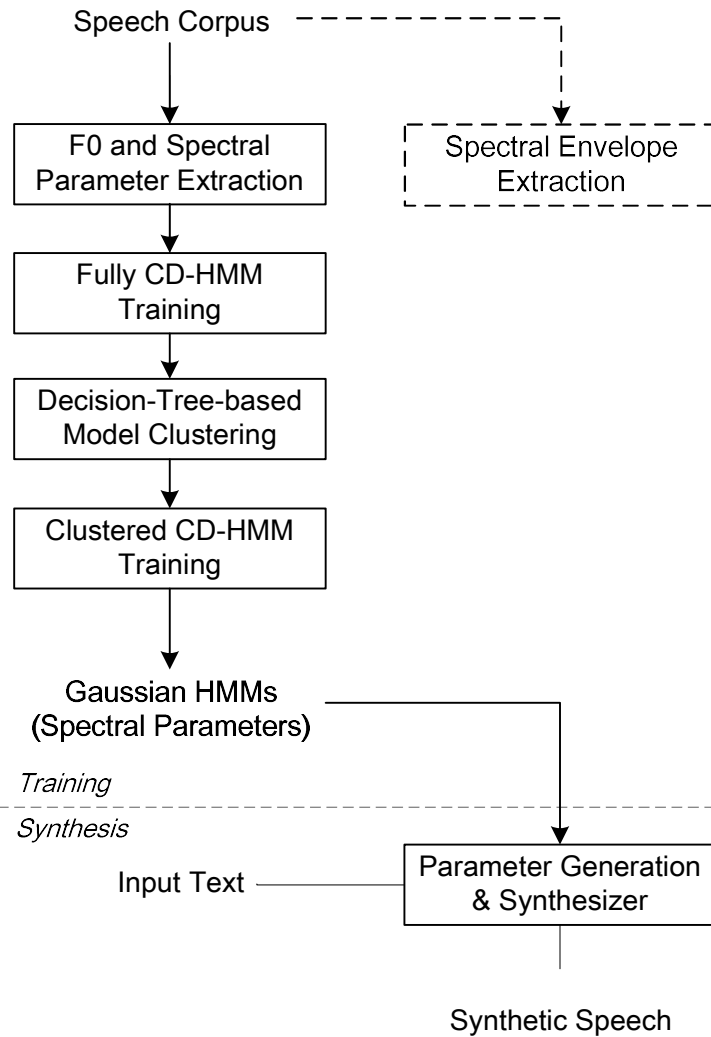 Speech Corpus
F0 and Spectral
Parameter Extraction
Spectral Envelope
Extraction
Fully CD-HMM
Training
Decision-Tree-based
Model Clustering
Clustered CD-HMM
Training
Gaussian HMMs
(Spectral Parameters)
Training
Synthesis
Input Text
Parameter Generation
& Synthesizer
Synthetic Speech